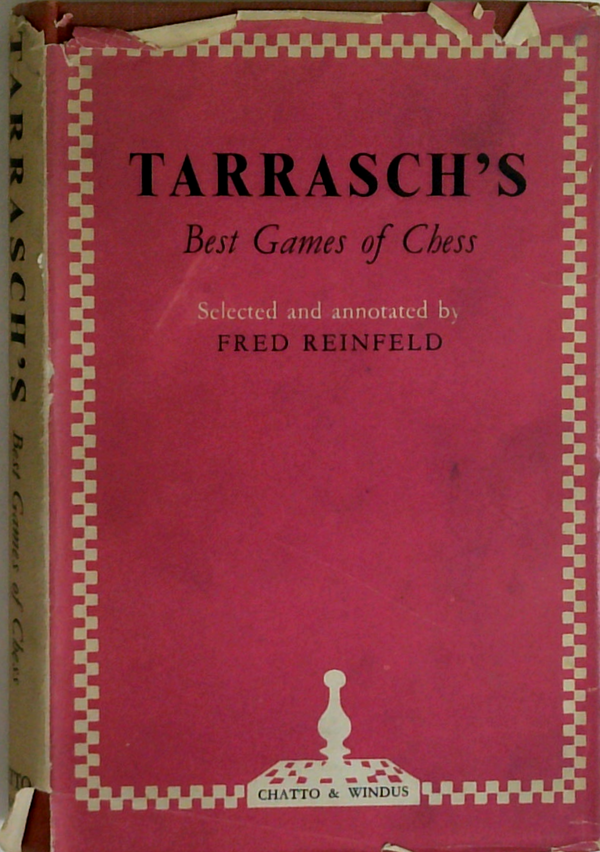 TARRASCH'S
Best Games of Chess
Selected and annotated by
FRED REINFELD
CHATTO & WINDUS
TARRASCH'S Best Games of Chess